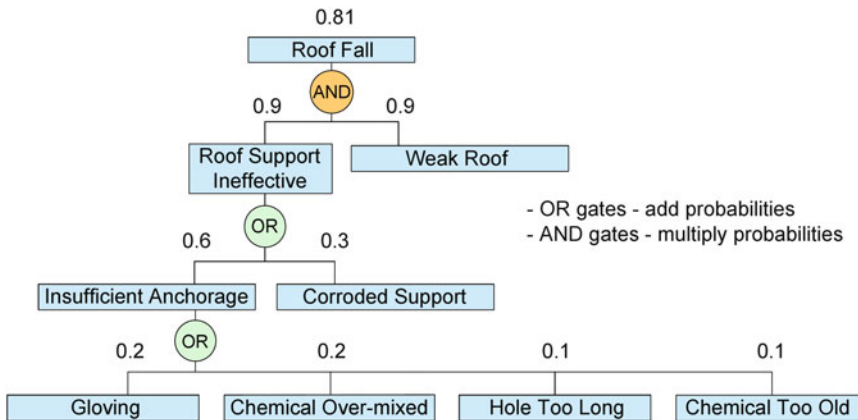 0.81
Roof Fall
AND
0.9 0.9
Roof Support
Ineffective
Weak Roof
- OR gates - add probabilities
- AND gates - multiply probabilities
OR
0.6 0.3
Insufficient Anchorage Corroded Support
OR
0.2 0.2 0.1 0.1
Gloving Chemical Over-mixed Hole Too Long Chemical Too Old